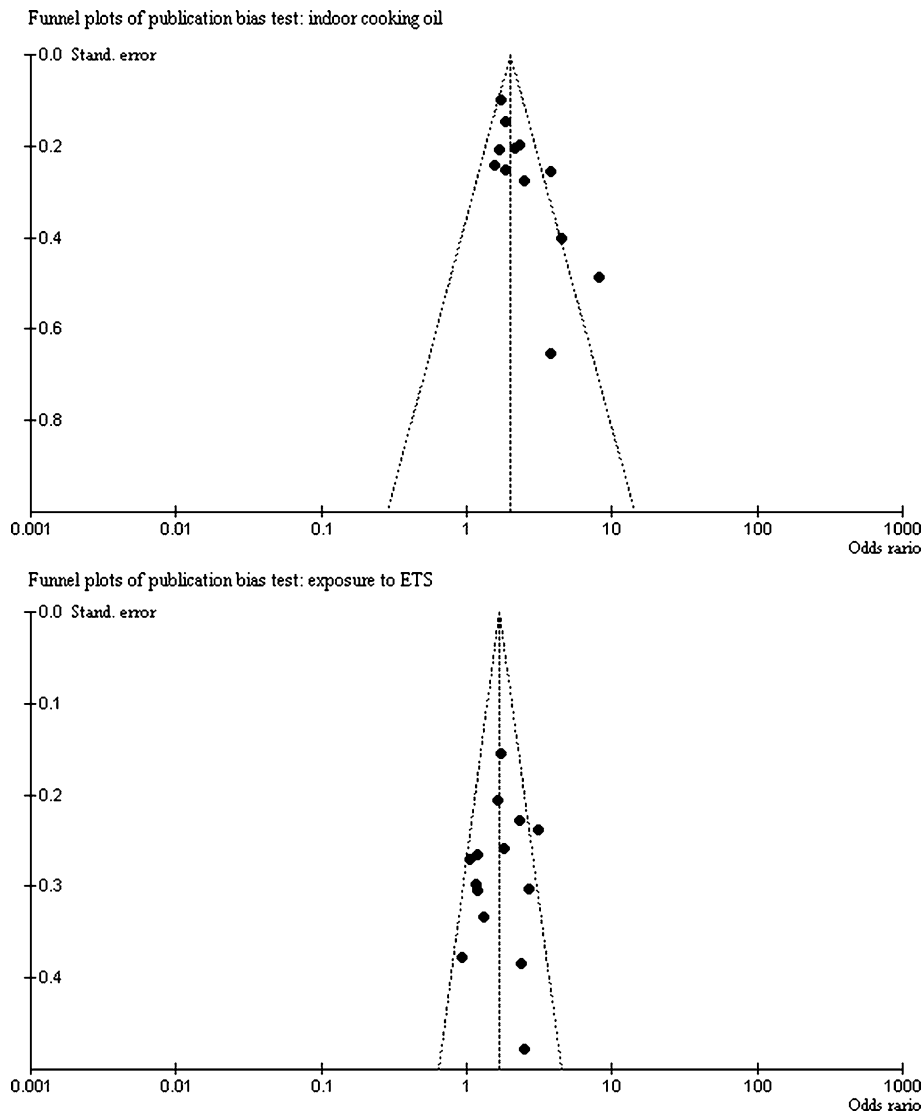 Funnel plots of publication bias test: indoor cooking oil
0.0 Stand. error
0.2
0.4
0.6
0.8
0.001 0.01 0.1 1 10 100 1000
Odds rario
Funnel plots of publication bias test: exposure to ETS
0.0 Stand. error
0.1
0.2
0.3
0.4
0.001 0.01 0.1 1 10 100 1000
Odds rario